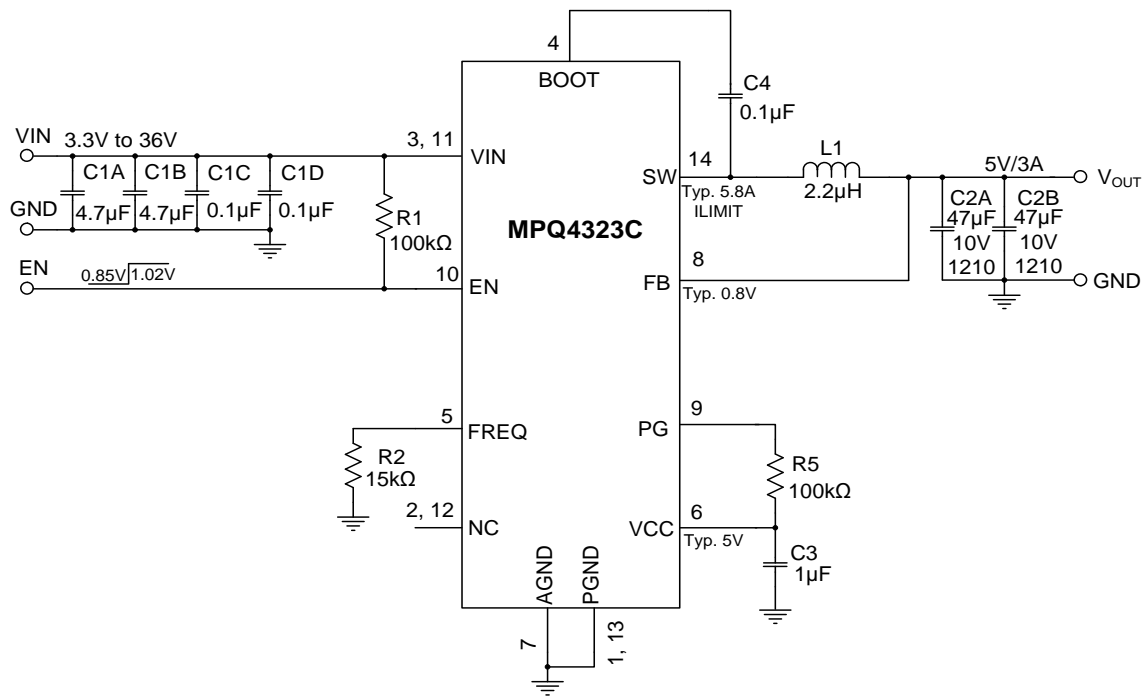 4
BOOT
C4
0.1µF
VIN
3.3V to 36V
3, 11
VIN
C1A
C1B
C1C
C1D
4.7µF
4.7µF
0.1µF
0.1µF
GND
R1
100kΩ
EN
0.85V
1.02V
10
EN
MPQ4323C
14
SW
Typ. 5.8A
ILIMIT
L1
2.2µH
5V/3A
VOUT
C2A
47µF
10V
1210
C2B
47µF
10V
1210
GND
8
FB
Typ. 0.8V
5
FREQ
R2
15kΩ
9
PG
R5
100kΩ
2, 12
NC
6
VCC
Typ. 5V
C3
1µF
AGND
PGND
7
1, 13